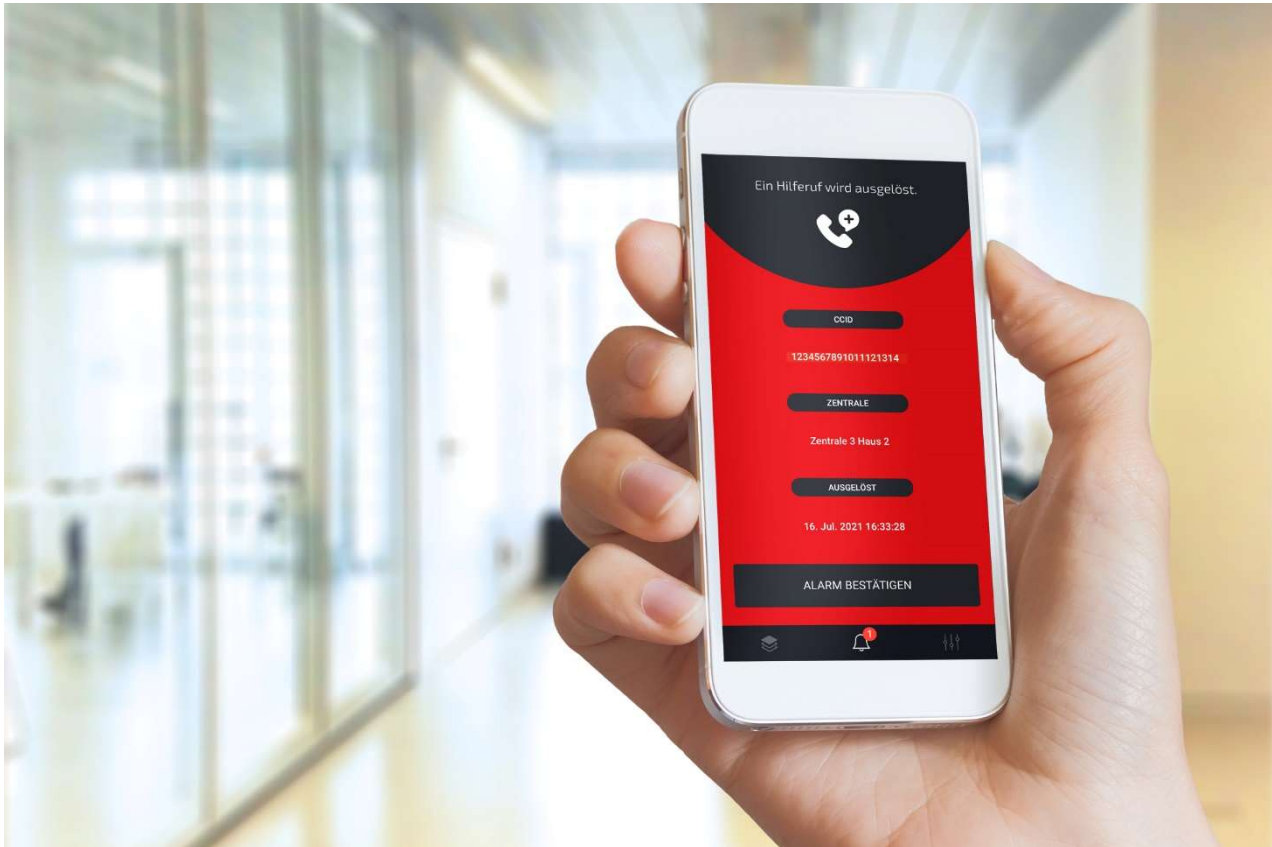 Ein Hilferuf wird ausgelöst.
CCID
1234567891011121314
ZENTRALE
Zentrale 3 Haus 2
AUSGELÖST
16. Jul. 2021 16:33:28
ALARM BESTÄTIGEN
1